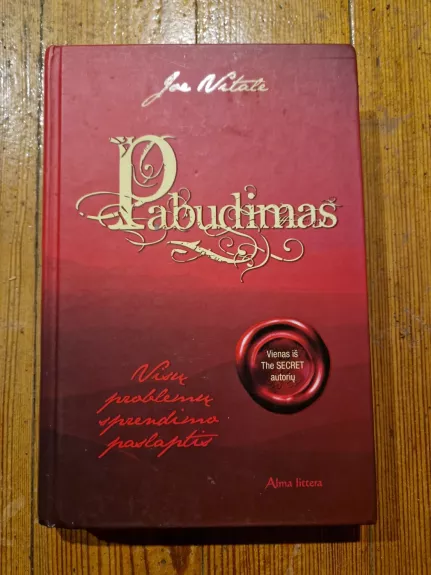 Joe Vitale
Pabudimas
Vienas iš
The SECRET
autorių
Visų
problemų
sprendimo
paslaptis
Alma littera